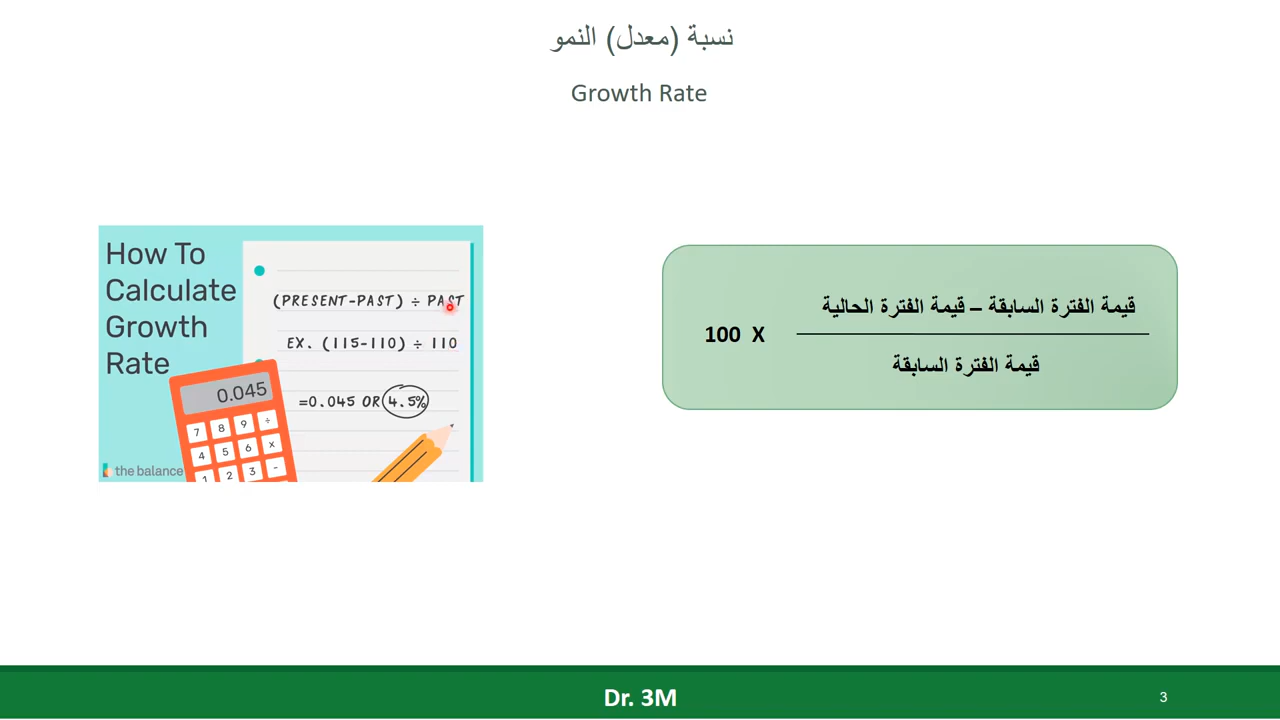 نسبة (معدل) النمو
Growth Rate
How To
Calculate
Growth
Rate
(PRESENT-PAST) ÷ PAST
EX. (115-110) ÷ 110
=0.045 OR 4.5%
0.045
7 8 9 ÷
4 5 6 x
1 2 3 -
the balance
قيمة الفترة السابقة – قيمة الفترة الحالية
100 X
قيمة الفترة السابقة
Dr. 3M
3